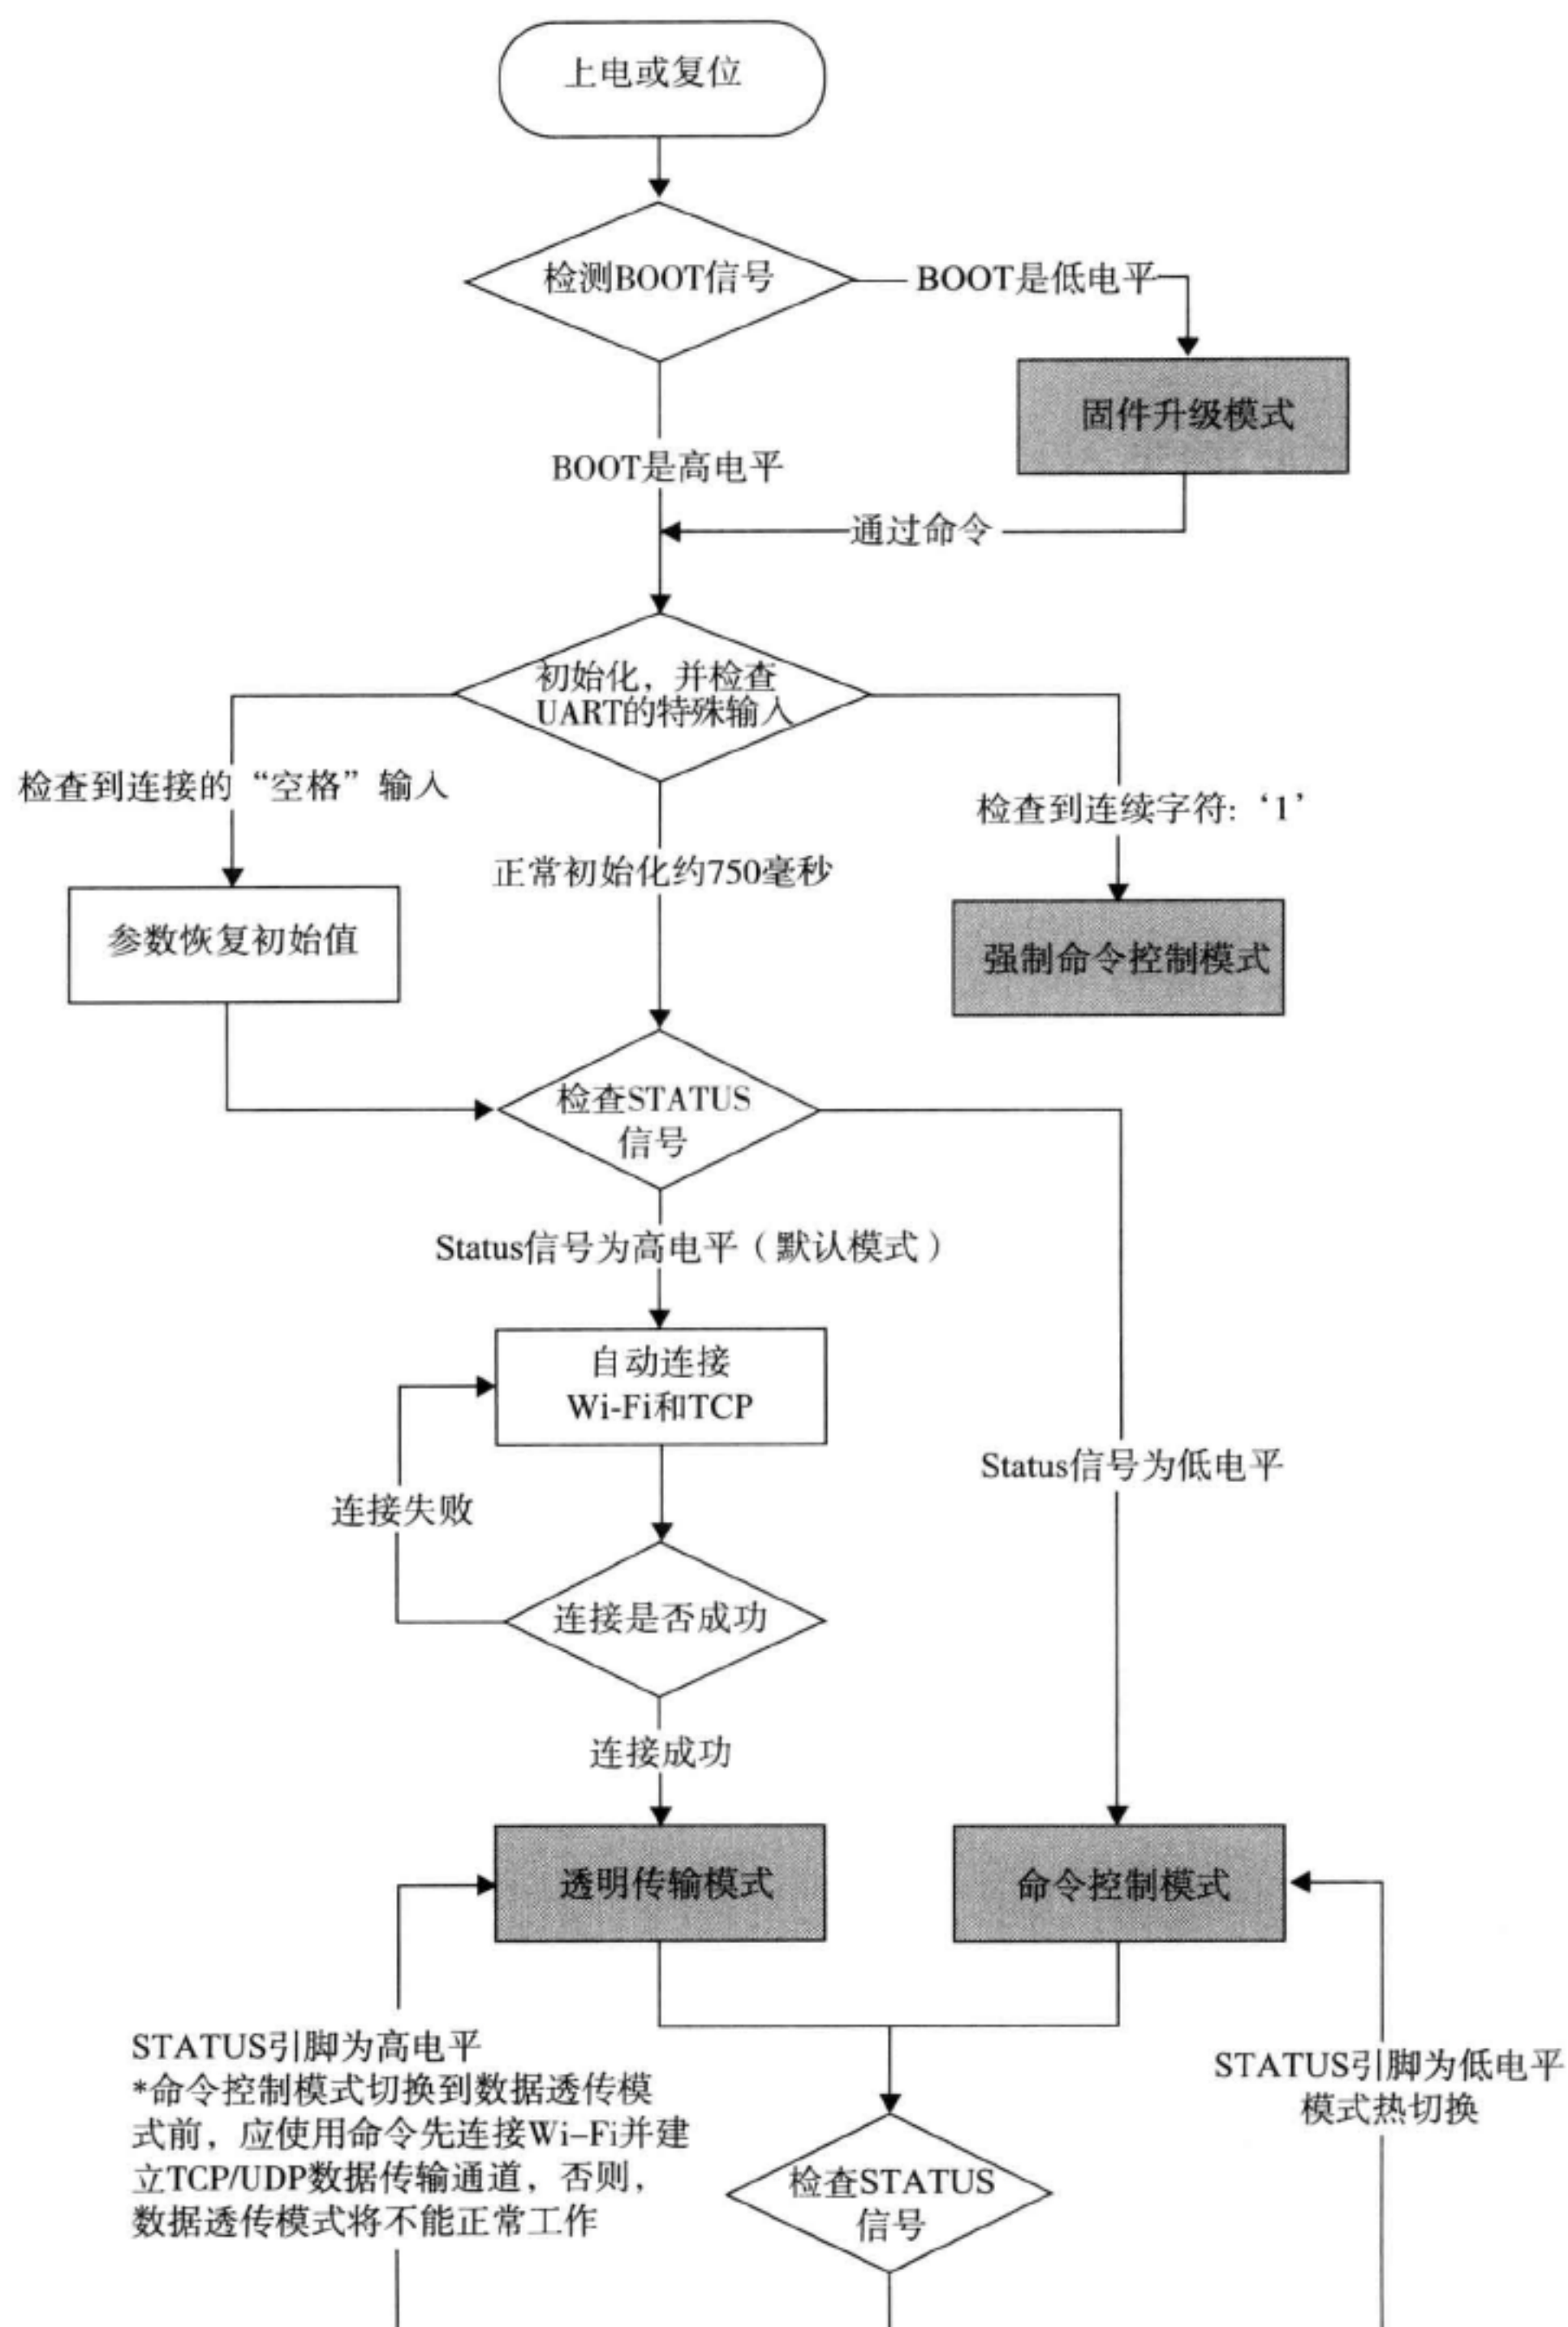 上电或复位
检测BOOT信号
BOOT是低电平
固件升级模式
BOOT是高电平
通过命令
初始化，并检查
UART的特殊输入
检查到连接的“空格”输入
检查到连续字符：‘1’
正常初始化约750毫秒
参数恢复初始值
强制命令控制模式
检查STATUS
信号
Status信号为高电平（默认模式）
自动连接
Wi-Fi和TCP
Status信号为低电平
连接失败
连接是否成功
连接成功
透明传输模式
命令控制模式
STATUS引脚为高电平
*命令控制模式切换到数据透传模
式前，应使用命令先连接Wi-Fi并建
立TCP/UDP数据传输通道，否则，
数据透传模式将不能正常工作
STATUS引脚为低电平
模式热切换
检查STATUS
信号